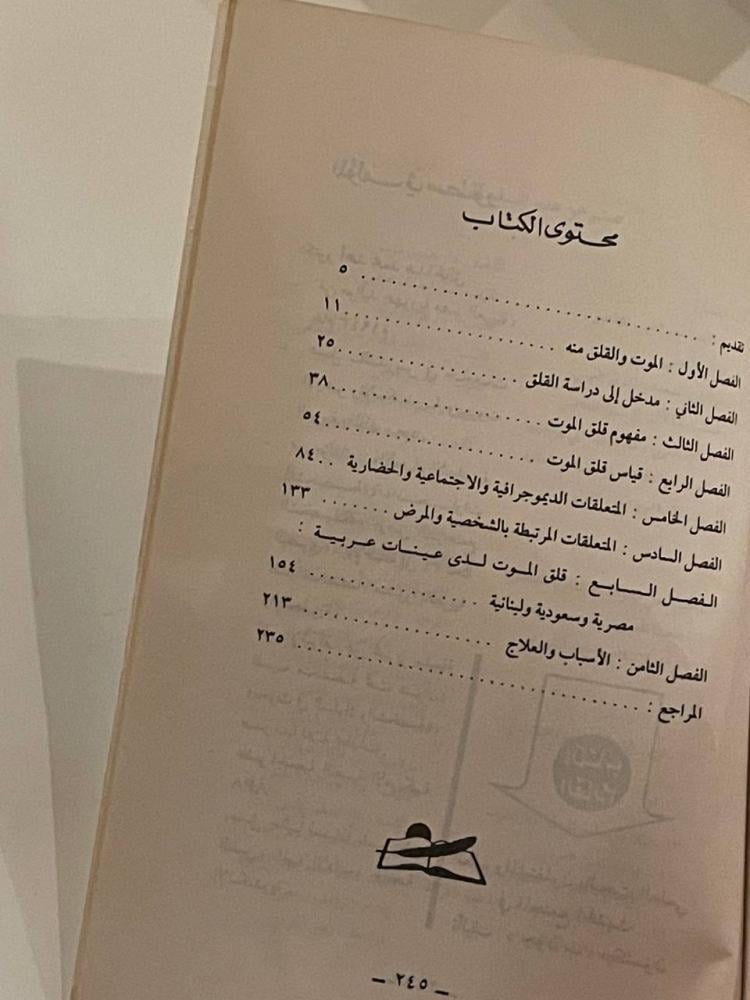 محتوى الكتاب
تقديم : ........................................ ٥
الفصل الأول : الموت والقلق منه .................... ١١
الفصل الثاني : مدخل إلى دراسة القلق .................... ٢٥
الفصل الثالث : مفهوم قلق الموت .................... ٣٨
الفصل الرابع : قياس قلق الموت .................... ٥٤
الفصل الخامس : المتعلقات الديموجرافية والاجتماعية والحضارية ... ٨٤
الفصل السادس : المتعلقات المرتبطة بالشخصية والمرض ....... ١٣٣
الفصل السابع : قلق الموت لدى عينات عربية :
مصرية وسعودية ولبنانية .................... ١٥٤
الفصل الثامن : الأسباب والعلاج .................... ٢١٣
المراجع : ........................................ ٢٣٥
– ٢٤٥ –